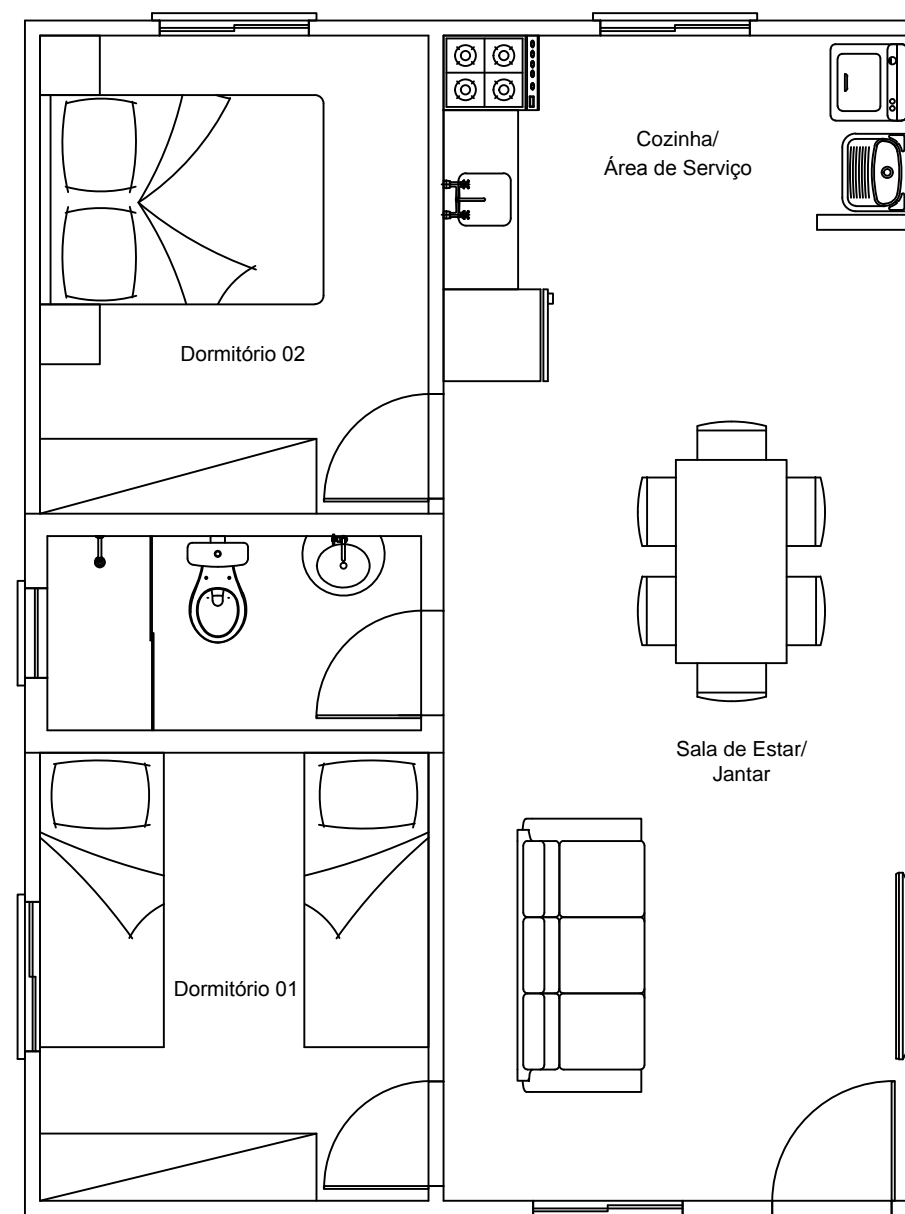 Cozinha/
Área de Serviço
Dormitório 02
Sala de Estar/
Jantar
Dormitório 01